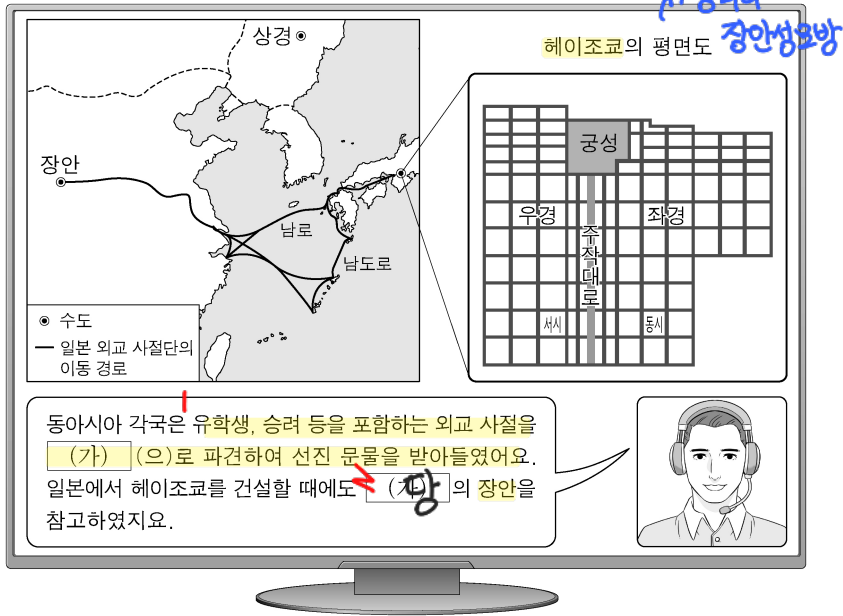 장안성모방
상경
헤이조쿄의 평면도
장안
남로
남도로
수도
일본 외교 사절단의
이동 경로
궁성
우경
좌경
주작대로
서시
동시
동아시아 각국은 유학생, 승려 등을 포함하는 외교 사절을
(가) (으)로 파견하여 선진 문물을 받아들였어요.
일본에서 헤이조쿄를 건설할 때에도 (가) 당 의 장안을
참고하였지요.